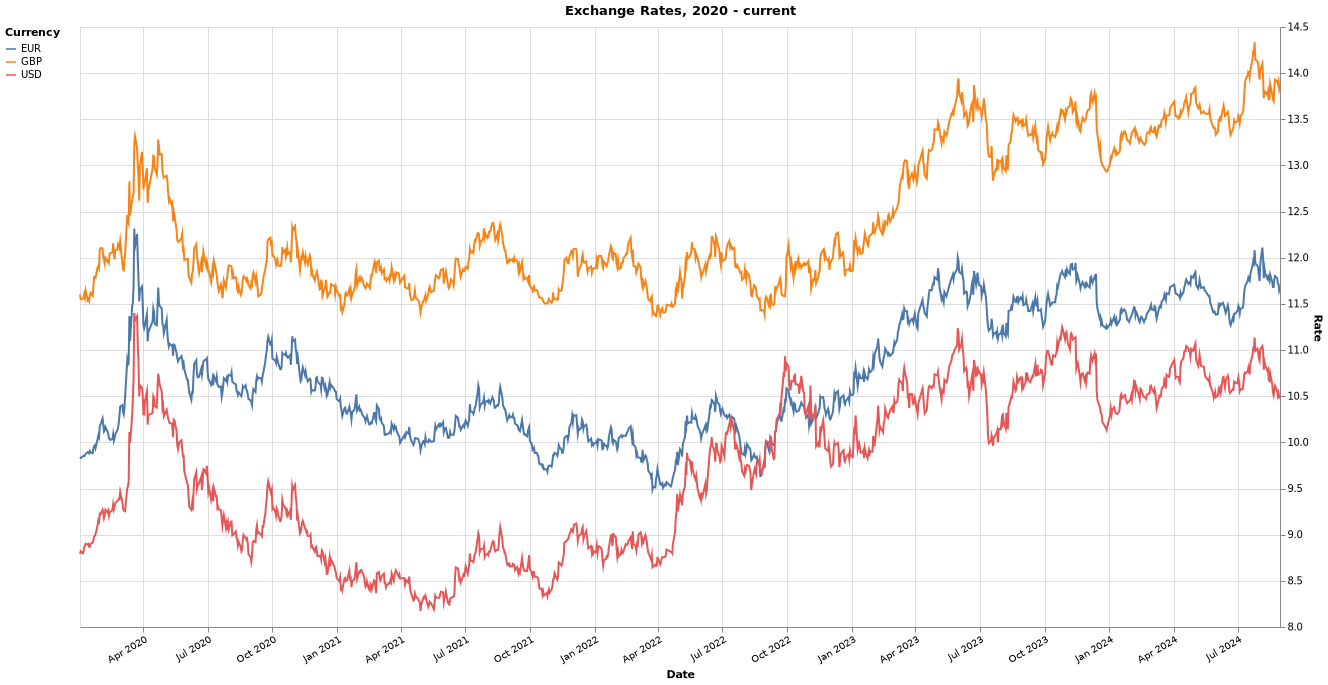 Exchange Rates, 2020 - current
Currency
EUR
GBP
USD
14.5
14.0
13.5
13.0
12.5
12.0
11.5
11.0
10.5
10.0
9.5
9.0
8.5
8.0
Rate
Apr 2020
Jul 2020
Oct 2020
Jan 2021
Apr 2021
Jul 2021
Oct 2021
Jan 2022
Apr 2022
Jul 2022
Oct 2022
Jan 2023
Apr 2023
Jul 2023
Oct 2023
Jan 2024
Apr 2024
Jul 2024
Date